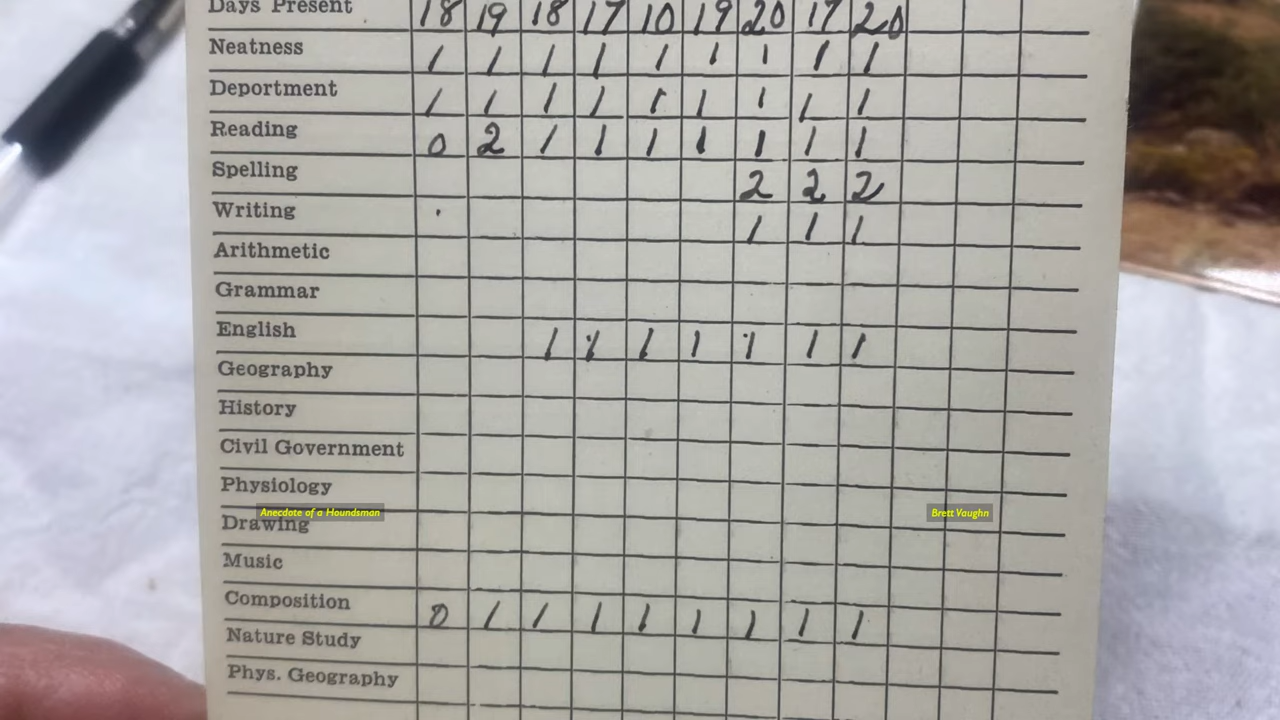 Days Present 18 19 18 17 10 19 20 17 20
Neatness 1 1 1 1 1 1 1 1 1
Deportment 1 1 1 1 1 1 1 1 1
Reading 0 2 1 1 1 1 1 1 1
Spelling 2 2 2
Writing 1 1 1
Arithmetic
Grammar
English 1 1 1 1 1 1 1
Geography
History
Civil Government
Physiology
Anecdote of a Houndsman
Brett Vaughn
Drawing
Music
Composition 0 1 1 1 1 1 1 1 1
Nature Study
Phys. Geography